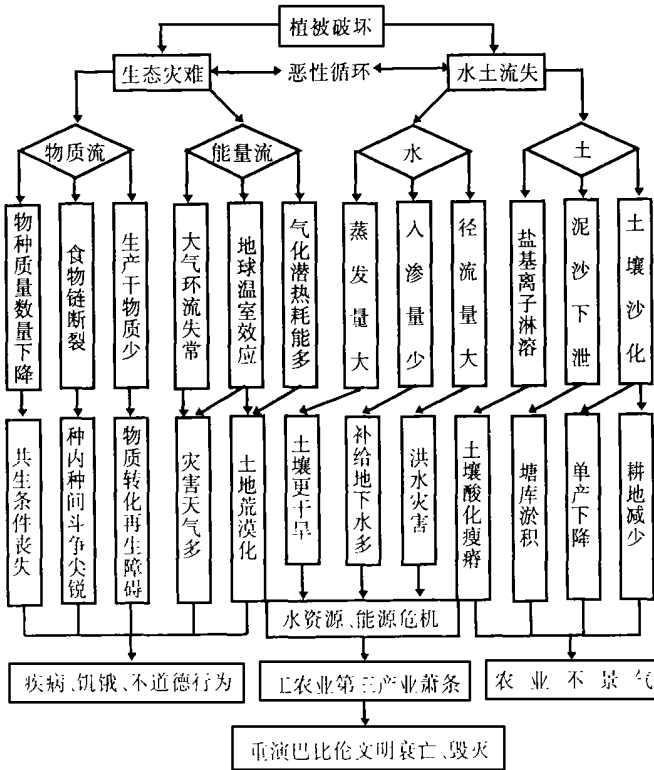 植被破坏
生态灾难
恶性循环
水土流失
物质流
能量流
水
土
物种质量数量下降
食物链断裂
生产干物质少
大气环流失常
地球温室效应
气化潜热耗能多
蒸发量大
入渗量少
径流量大
盐基离子淋溶
泥沙下泄
土壤沙化
共生条件丧失
种内种间斗争尖锐
物质转化再生障碍
灾害天气多
土地荒漠化
土壤更干旱
补给地下水多
洪水灾害
土壤酸化瘦瘠
塘库淤积
单产下降
耕地减少
水资源、能源危机
疾病、饥饿、不道德行为
工农业第三产业萧条
农业不景气
重演巴比伦文明衰亡、毁灭